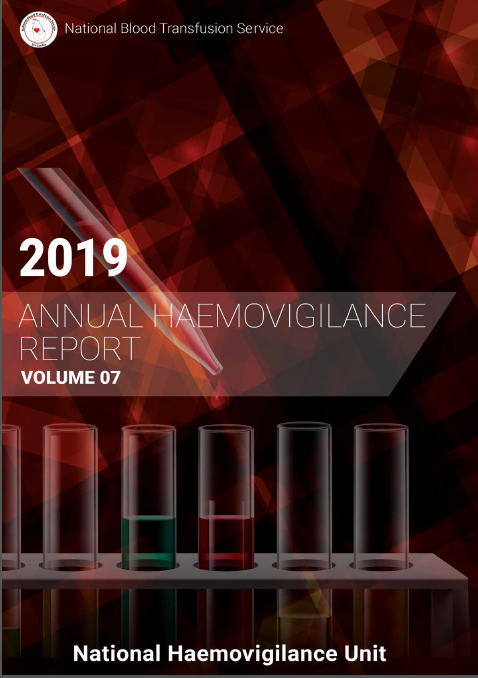 National Blood Transfusion Service
2019
ANNUAL HAEMOVIGILANCE
REPORT
VOLUME 07
National Haemovigilance Unit